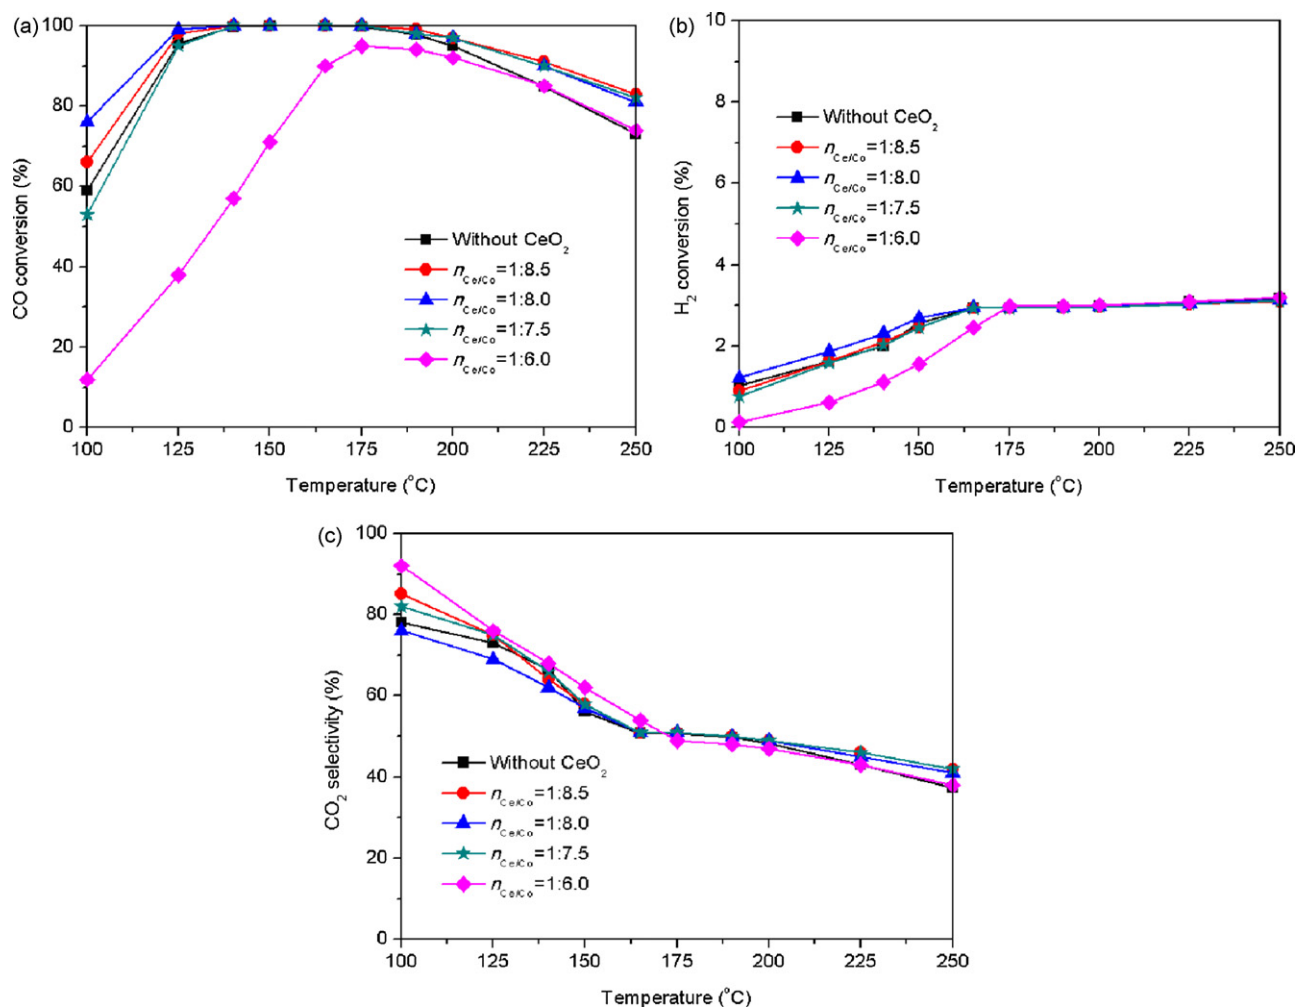 (a)
100
80
60
40
20
0
CO conversion (%)
Without CeO2
nCe/Co=1:8.5
nCe/Co=1:8.0
nCe/Co=1:7.5
nCe/Co=1:6.0
100 125 150 175 200 225 250
Temperature (°C)
(b)
10
8
6
4
2
0
H2 conversion (%)
Without CeO2
nCe/Co=1:8.5
nCe/Co=1:8.0
nCe/Co=1:7.5
nCe/Co=1:6.0
100 125 150 175 200 225 250
Temperature (°C)
(c)
100
80
60
40
20
0
CO2 selectivity (%)
Without CeO2
nCe/Co=1:8.5
nCe/Co=1:8.0
nCe/Co=1:7.5
nCe/Co=1:6.0
100 125 150 175 200 225 250
Temperature (°C)